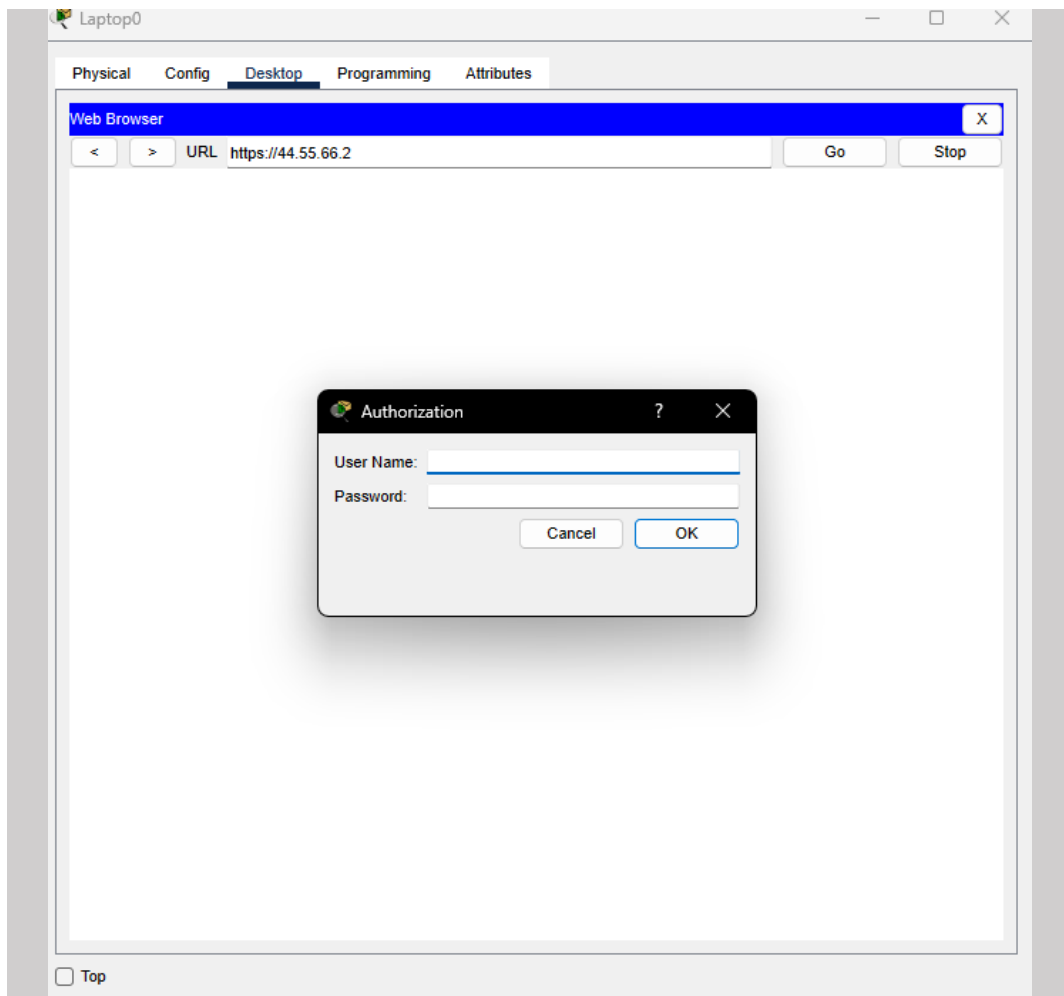 Laptop0
Physical Config Desktop Programming Attributes
Web Browser X
< > URL https://44.55.66.2 Go Stop
Authorization ?
User Name:
Password:
Cancel OK
Top